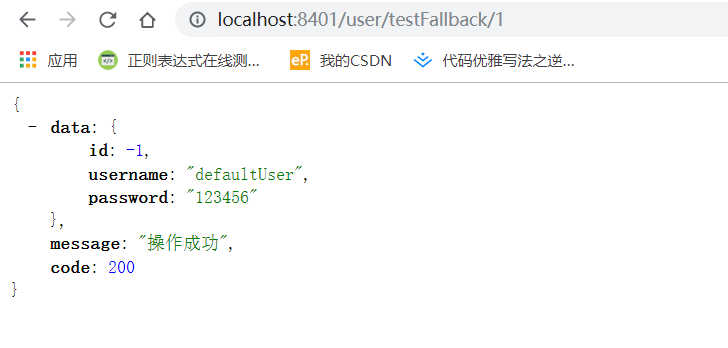 localhost:8401/user/testFallback/1
应用 正则表达式在线测... eP. 我的CSDN 代码优雅写法之逆...
{
- data: {
id: -1,
username: "defaultUser",
password: "123456"
},
message: "操作成功",
code: 200
}